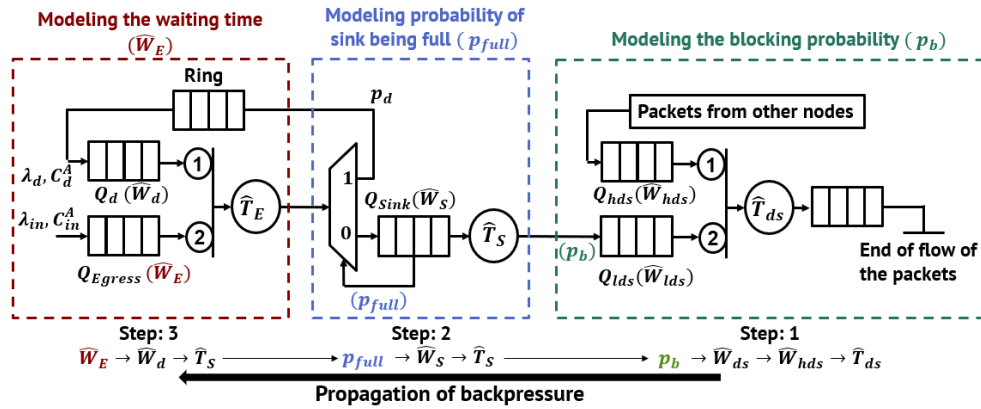 Modeling the waiting time
(Ŵ_E)
Modeling probability of
sink being full ( p_full)
Modeling the blocking probability ( p_b)
Ring
p_d
Packets from other nodes
λ_d, C_d^A
1
Q_d (Ŵ_d)
T̂_E
λ_in, C_in^A
2
Q_Egress (Ŵ_E)
1
0
Q_Sink(Ŵ_S)
T̂_S
(p_full)
1
Q_hds (Ŵ_hds)
T̂_ds
(p_b)
2
Q_lds (Ŵ_lds)
End of flow of
the packets
Step: 3
Step: 2
Step: 1
Ŵ_E → Ŵ_d → T̂_S → p_full → Ŵ_S → T̂_S → p_b → Ŵ_ds → Ŵ_hds → T̂_ds
Propagation of backpressure